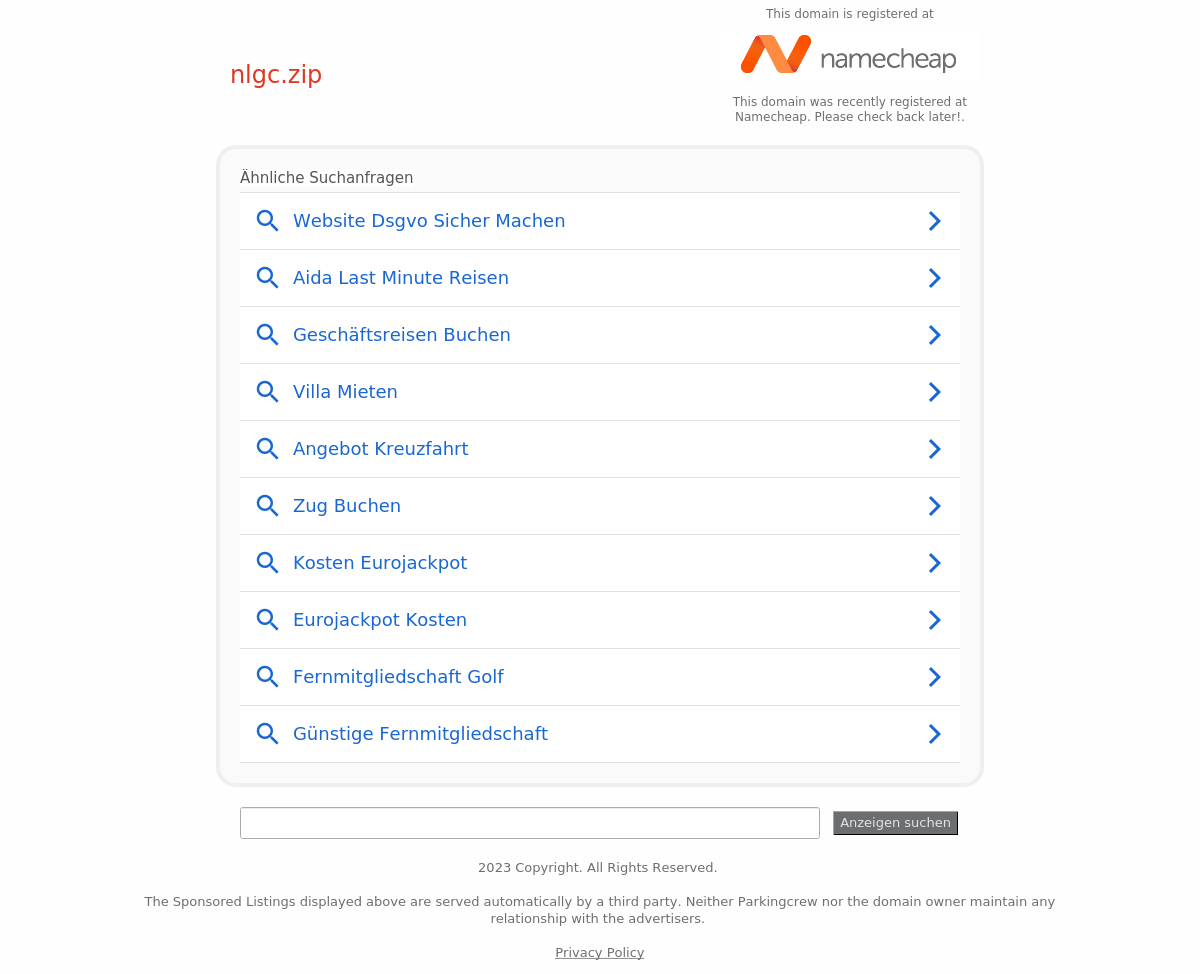 This domain is registered at
namecheap
nlgc.zip
This domain was recently registered at
Namecheap. Please check back later!.
Ähnliche Suchanfragen
Website Dsgvo Sicher Machen
Aida Last Minute Reisen
Geschäftsreisen Buchen
Villa Mieten
Angebot Kreuzfahrt
Zug Buchen
Kosten Eurojackpot
Eurojackpot Kosten
Fernmitgliedschaft Golf
Günstige Fernmitgliedschaft
Anzeigen suchen
2023 Copyright. All Rights Reserved.
The Sponsored Listings displayed above are served automatically by a third party. Neither Parkingcrew nor the domain owner maintain any
relationship with the advertisers.
Privacy Policy